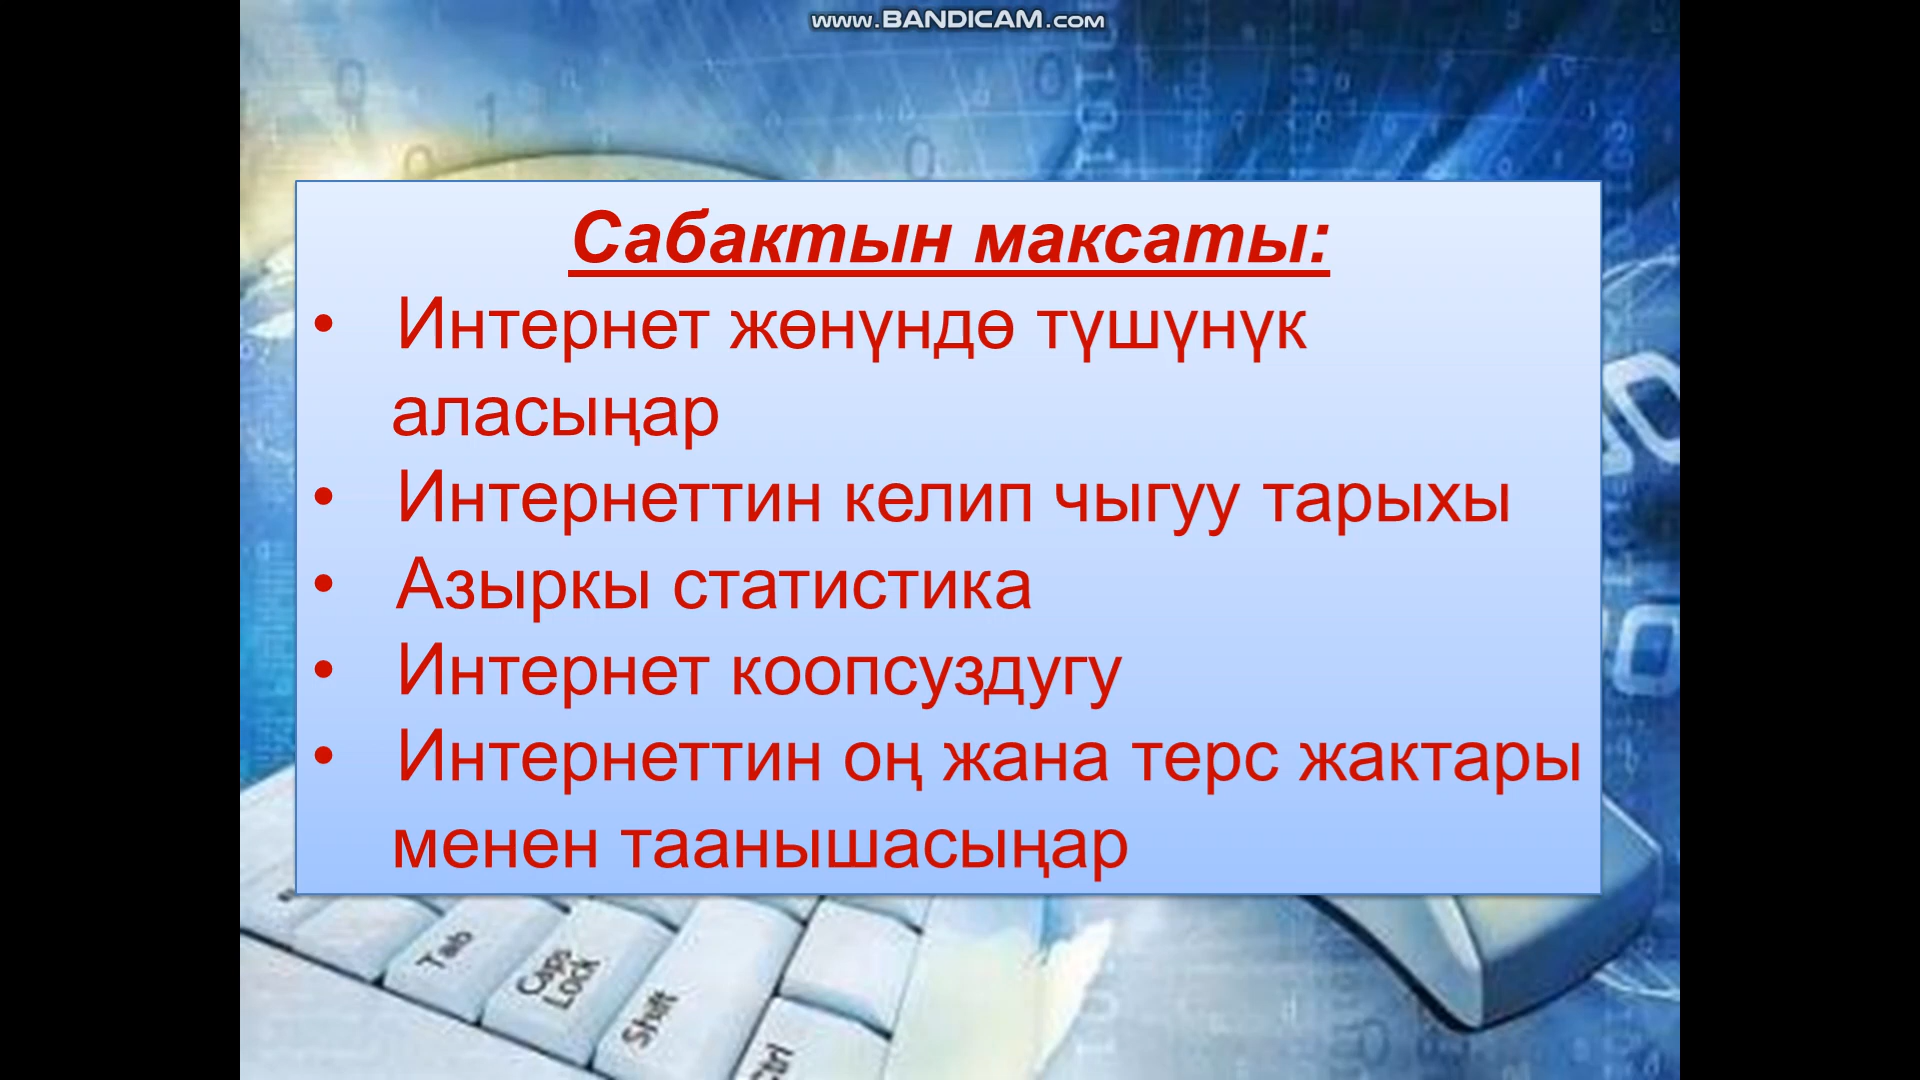 www.BANDICAM.com
Сабактын максаты:
• Интернет жөнүндө түшүнүк
аласыңар
• Интернеттин келип чыгуу тарыхы
• Азыркы статистика
• Интернет коопсуздугу
• Интернеттин оң жана терс жактары
менен таанышасыңар
Tab
Caps
Lock
Shift
Ctrl